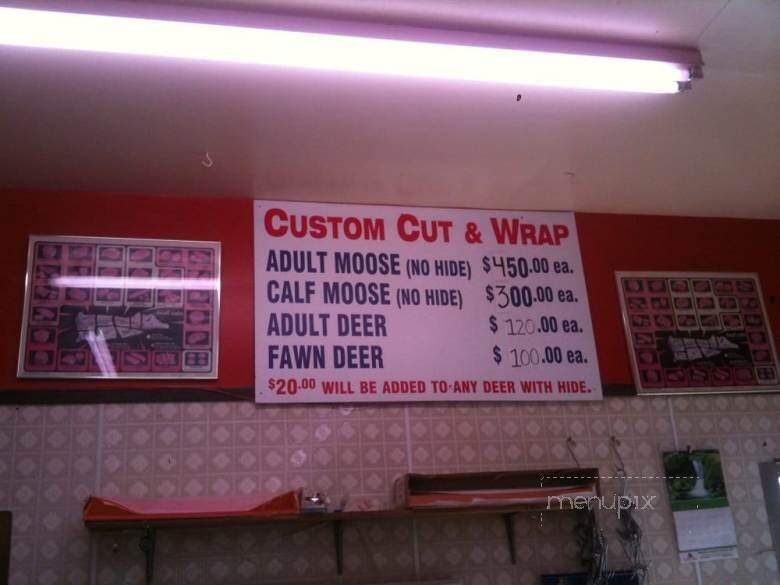 CUSTOM CUT & WRAP
ADULT MOOSE (NO HIDE) $450.00 ea.
CALF MOOSE (NO HIDE) $300.00 ea.
ADULT DEER $ 120.00 ea.
FAWN DEER $ 100.00 ea.
$20.00 WILL BE ADDED TO ANY DEER WITH HIDE.
menupix